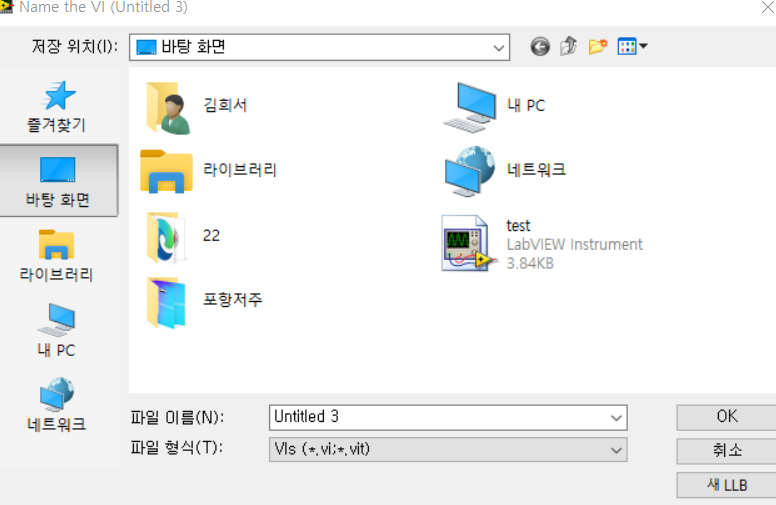 Name the VI (Untitled 3)
저장 위치(I):
바탕 화면
즐겨찾기
바탕 화면
라이브러리
내 PC
네트워크
김희서
내 PC
라이브러리
네트워크
22
test
LabVIEW Instrument
3.84KB
포항저주
파일 이름(N):
Untitled 3
OK
파일 형식(T):
VIs (*.vi;*.vit)
취소
새 LLB